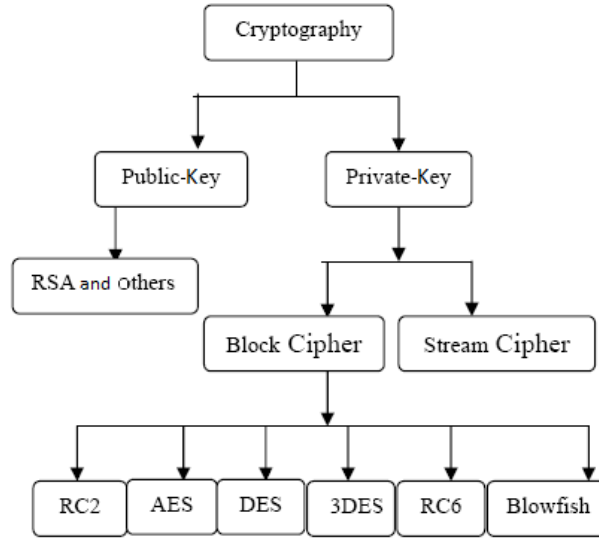 Cryptography
Public-Key
Private-Key
RSA and Others
Block Cipher
Stream Cipher
RC2
AES
DES
3DES
RC6
Blowfish